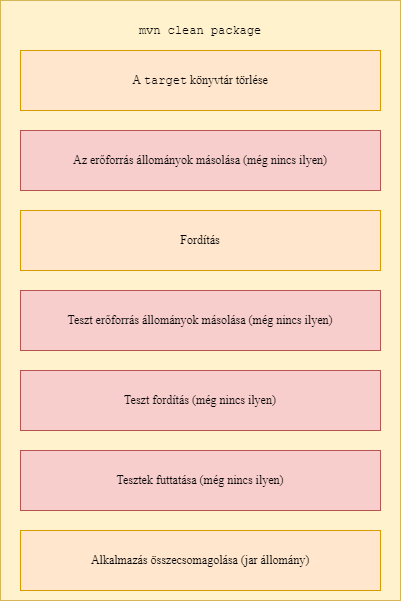 mvn clean package
A target könyvtár törlése
Az erőforrás állományok másolása (még nincs ilyen)
Fordítás
Teszt erőforrás állományok másolása (még nincs ilyen)
Teszt fordítás (még nincs ilyen)
Tesztek futtatása (még nincs ilyen)
Alkalmazás összecsomagolása (jar állomány)